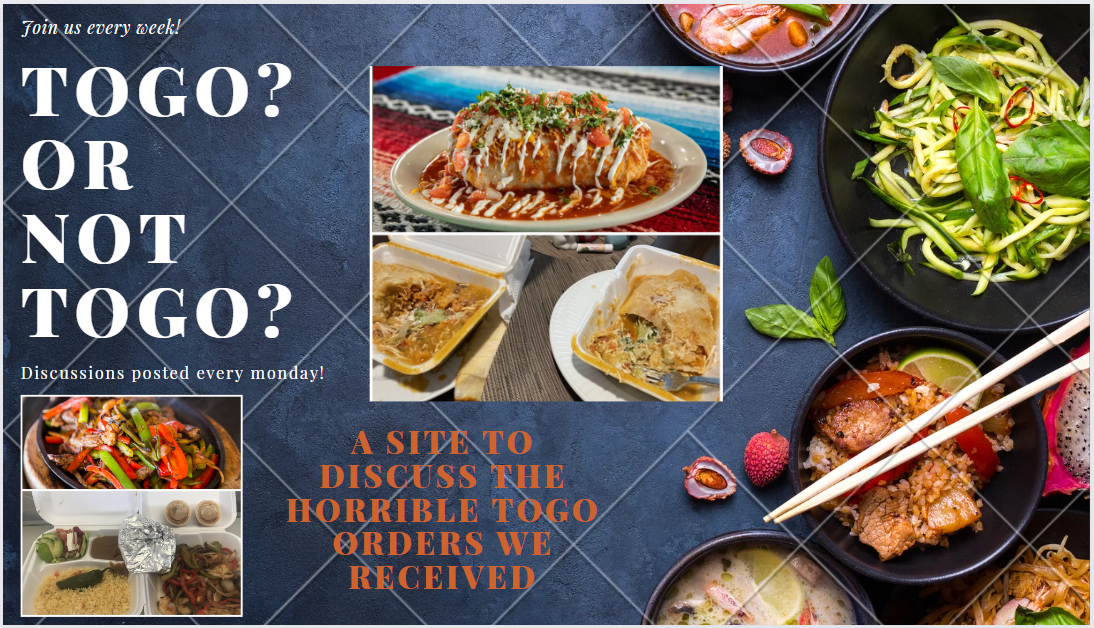 Join us every week!
TOGO?
OR
NOT
TOGO?
Discussions posted every monday!
A SITE TO
DISCUSS THE
HORRIBLE TOGO
ORDERS WE
RECEIVED